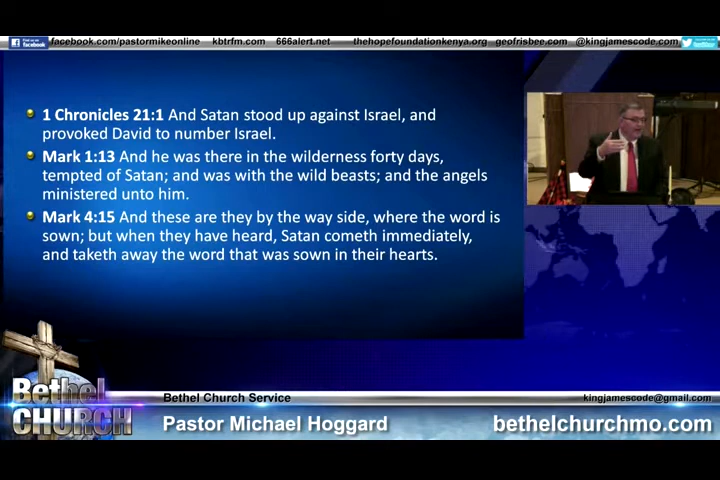 Find us on facebook facebook.com/pastormikeonline kbtrfm.com 666alert.net thehopefoundationkenya.org geofrisbee.com @kingjamescode.com
1 Chronicles 21:1 And Satan stood up against Israel, and
provoked David to number Israel.
Mark 1:13 And he was there in the wilderness forty days,
tempted of Satan; and was with the wild beasts; and the angels
ministered unto him.
Mark 4:15 And these are they by the way side, where the word is
sown; but when they have heard, Satan cometh immediately,
and taketh away the word that was sown in their hearts.
Bethel
CHURCH
Bethel Church Service kingjamescode@gmail.com
Pastor Michael Hoggard bethelchurchmo.com